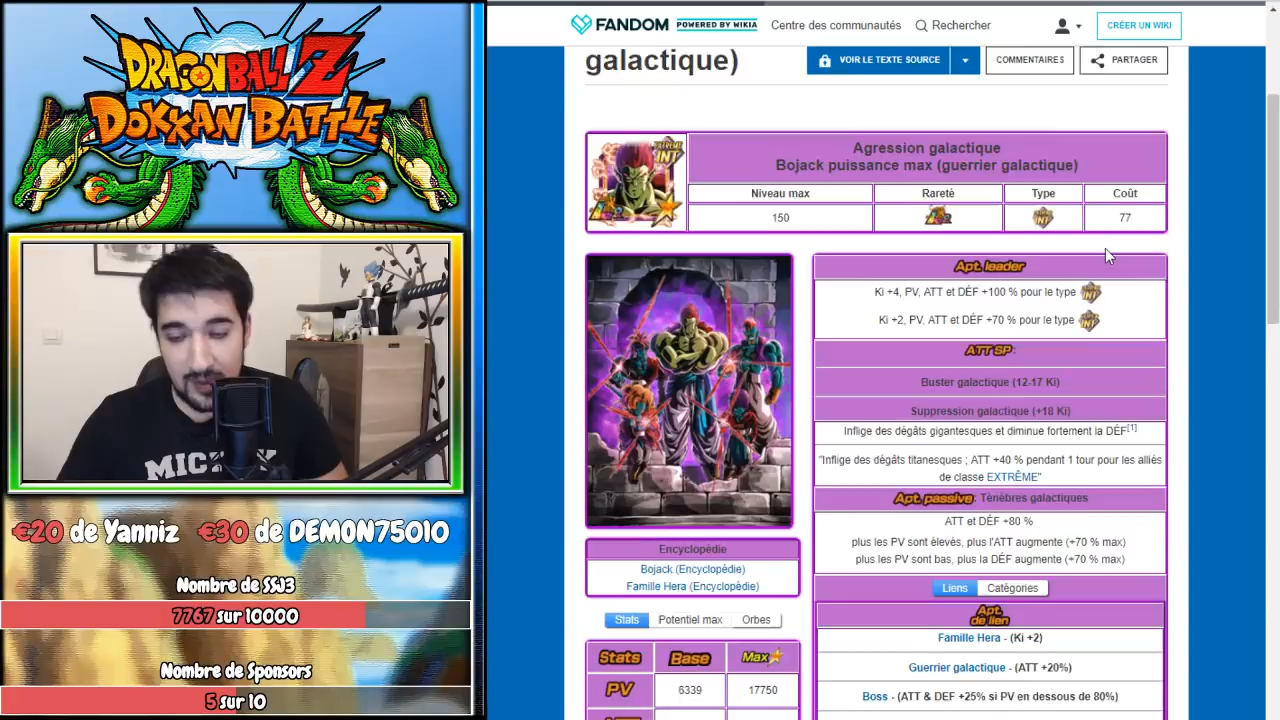 DRAGONBALL Z
DOKKAN BATTLE
€20 de Yanniz €30 de DEMON75010
Nombre de SSJ3
7767 sur 10000
Nombre de Sponsors
5 sur 10
FANDOM POWERED BY WIKIA Centre des communautés Rechercher CRÉER UN WIKI
galactique) VOIR LE TEXTE SOURCE COMMENTAIRES PARTAGER
EXTRÊME
INT
Agression galactique
Bojack puissance max (guerrier galactique)
Niveau max Rareté Type Coût
150 INT 77
Apt. leader
Ki +4, PV, ATT et DÉF +100 % pour le type INT
Ki +2, PV, ATT et DÉF +70 % pour le type INT
ATT SP:
Buster galactique (12-17 Ki)
Suppression galactique (+18 Ki)
Inflige des dégâts gigantesques et diminue fortement la DÉF[1]
"Inflige des dégâts titanesques ; ATT +40 % pendant 1 tour pour les alliés
de classe EXTRÊME"
Apt. passive: Ténèbres galactiques
ATT et DÉF +80 %
plus les PV sont élevés, plus l'ATT augmente (+70 % max)
plus les PV sont bas, plus la DÉF augmente (+70 % max)
Liens Catégories
Apt.
de lien
Famille Hera - (Ki +2)
Guerrier galactique - (ATT +20%)
Boss - (ATT & DEF +25% si PV en dessous de 80%)
Encyclopédie
Bojack (Encyclopédie)
Famille Hera (Encyclopédie)
Stats Potentiel max Orbes
Stats Base Max
PV 6339 17750